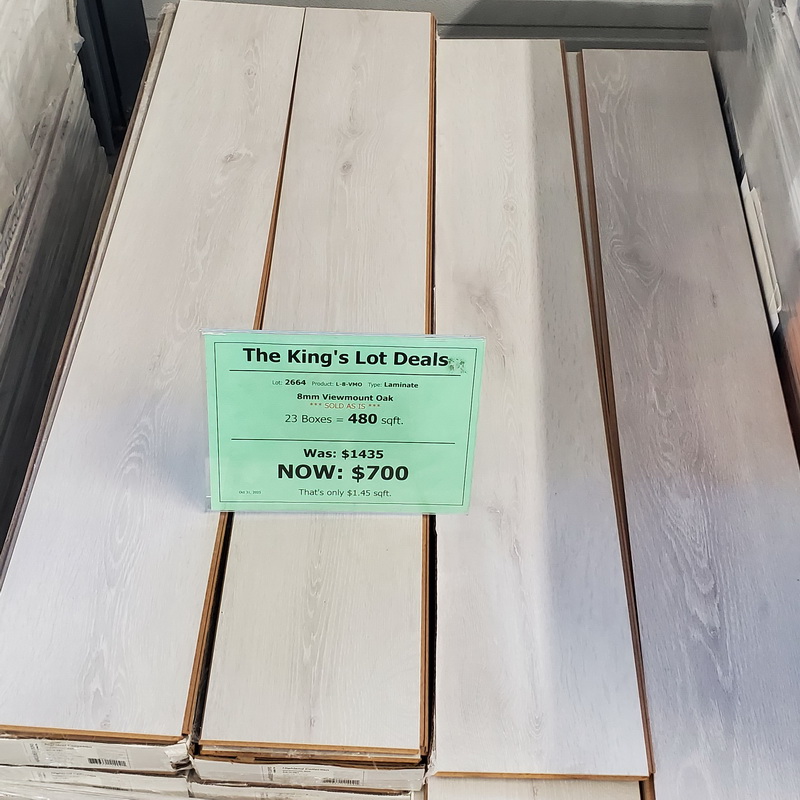 The King's Lot Deals
Lot: 2664 Product: L-8-VMO Type: Laminate
8mm Viewmount Oak
*** SOLD AS IS ***
23 Boxes = 480 sqft.
Was: $1435
NOW: $700
That's only $1.45 sqft.